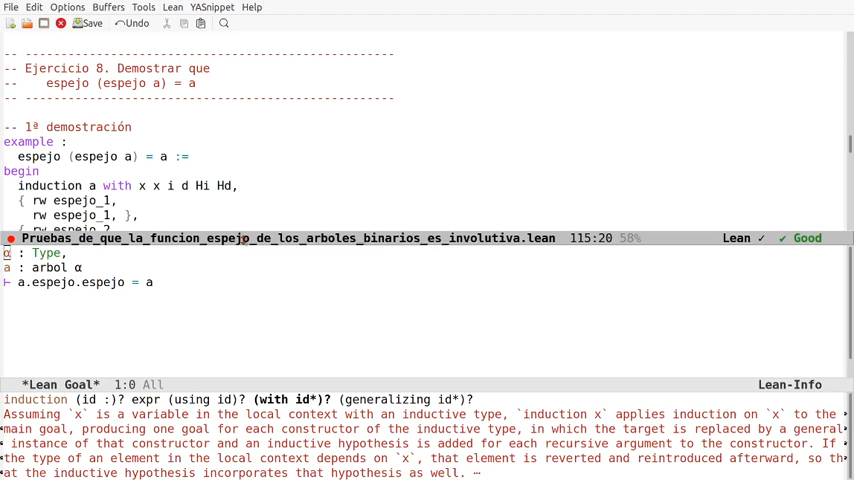 File Edit Options Buffers Tools Lean YASnippet Help
Save Undo
-- ---------------------------------------------------
-- Ejercicio 8. Demostrar que
--    espejo (espejo a) = a
-- ---------------------------------------------------
-- 1ª demostración
example :
  espejo (espejo a) = a :=
begin
  induction a with x x i d Hi Hd,
  { rw espejo_1,
    rw espejo_1, },
  { rw espejo_2,
Pruebas_de_que_la_funcion_espejo_de_los_arboles_binarios_es_involutiva.lean 115:20 58% Lean ✓ ✔ Good
α : Type,
a : arbol α
⊢ a.espejo.espejo = a
*Lean Goal* 1:0 All Lean-Info
induction (id :)? expr (using id)? (with id*)? (generalizing id*)?
Assuming `x` is a variable in the local context with an inductive type, `induction x` applies induction on `x` to the
main goal, producing one goal for each constructor of the inductive type, in which the target is replaced by a general
instance of that constructor and an inductive hypothesis is added for each recursive argument to the constructor. If
the type of an element in the local context depends on `x`, that element is reverted and reintroduced afterward, so th
at the inductive hypothesis incorporates that hypothesis as well. ⋯